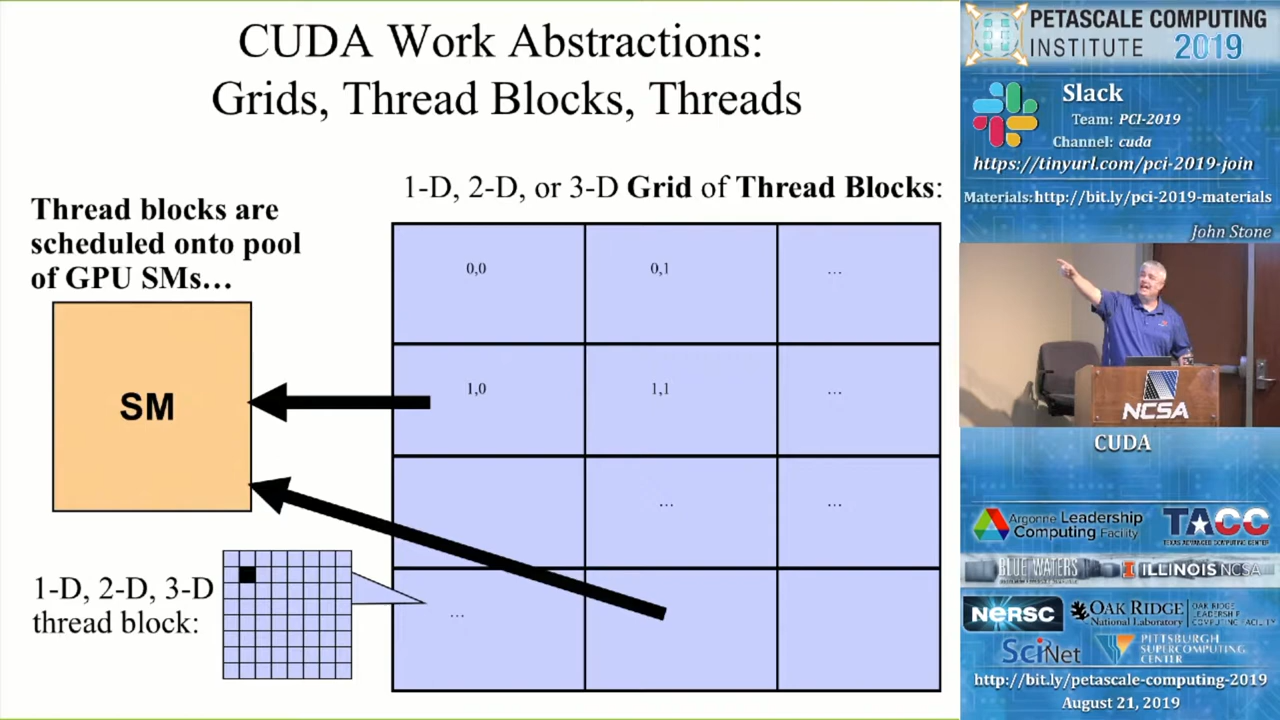 CUDA Work Abstractions:
Grids, Thread Blocks, Threads
1-D, 2-D, or 3-D Grid of Thread Blocks:
Thread blocks are
scheduled onto pool
of GPU SMs…
SM
0,0
0,1
…
1,0
1,1
…
…
…
…
1-D, 2-D, 3-D
thread block:
PETASCALE COMPUTING
INSTITUTE 2019
Slack
Team: PCI-2019
Channel: cuda
https://tinyurl.com/pci-2019-join
Materials:http://bit.ly/pci-2019-materials
John Stone
NCSA
CUDA
Argonne Leadership
Computing Facility
TACC
TEXAS ADVANCED COMPUTING CENTER
BLUE WATERS
ILLINOIS NCSA
NERSC
OAK RIDGE
National Laboratory
OAK RIDGE
LEADERSHIP
COMPUTING FACILITY
SciNet
PITTSBURGH
SUPERCOMPUTING
CENTER
http://bit.ly/petascale-computing-2019
August 21, 2019